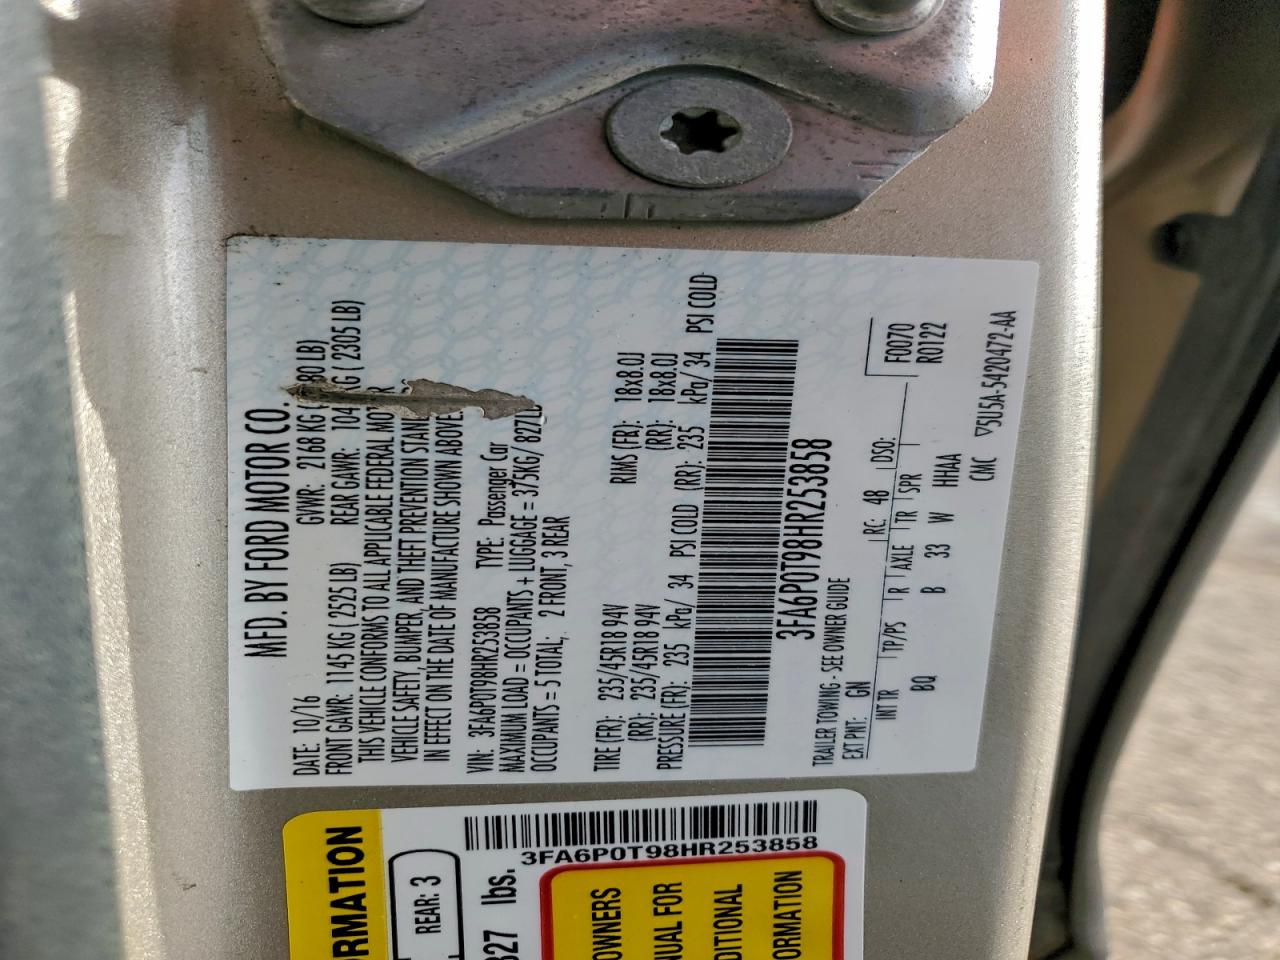 MFD. BY FORD MOTOR CO.
DATE: 10/16 GVWR: 2168 KG ( 80 LB)
FRONT GAWR: 1145 KG ( 2525 LB) REAR GAWR: 104 KG ( 2305 LB)
THIS VEHICLE CONFORMS TO ALL APPLICABLE FEDERAL MOT R
VEHICLE SAFETY, BUMPER, AND THEFT PREVENTION STAND
IN EFFECT ON THE DATE OF MANUFACTURE SHOWN ABOVE.
VIN: 3FA6P0T98HR253858 TYPE: Passenger Car
MAXIMUM LOAD = OCCUPANTS + LUGGAGE = 375KG/ 827LB
OCCUPANTS = 5 TOTAL; 2 FRONT, 3 REAR
TIRE (FR): 235/45R18 94V RIMS (FR): 18x8.0J
(RR): 235/45R18 94V (RR): 18x8.0J
PRESSURE (FR): 235 kPa/ 34 PSI COLD (RR): 235 kPa/ 34 PSI COLD
3FA6P0T98HR253858
TRAILER TOWING - SEE OWNER GUIDE
EXT PNT: GN RC: 48 DSO: F0070
R0122
INT TR TP/PS R AXLE TR SPR
BQ B 33 W HHAA
CMC ▽5U5A-5420472-AA
ORMATION
REAR: 3
827 lbs.
3FA6P0T98HR253858
OWNERS
NUAL FOR
DITIONAL
ORMATION